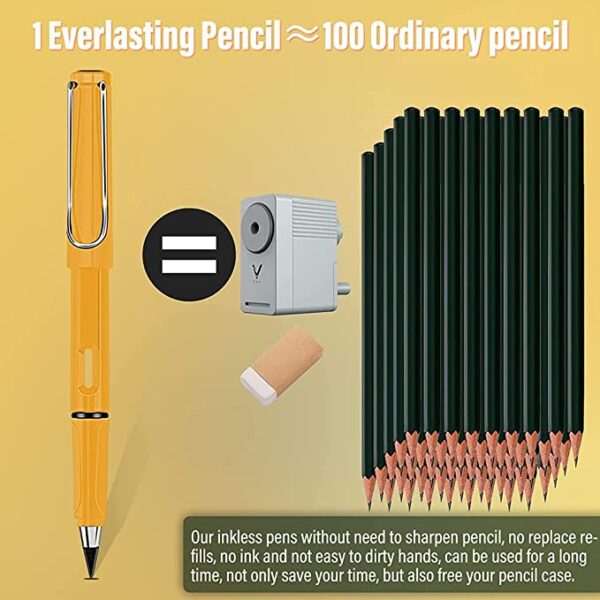 1 Everlasting Pencil ≈ 100 Ordinary pencil
Our inkless pens without need to sharpen pencil, no replace re-
fills, no ink and not easy to dirty hands, can be used for a long
time, not only save your time, but also free your pencil case.